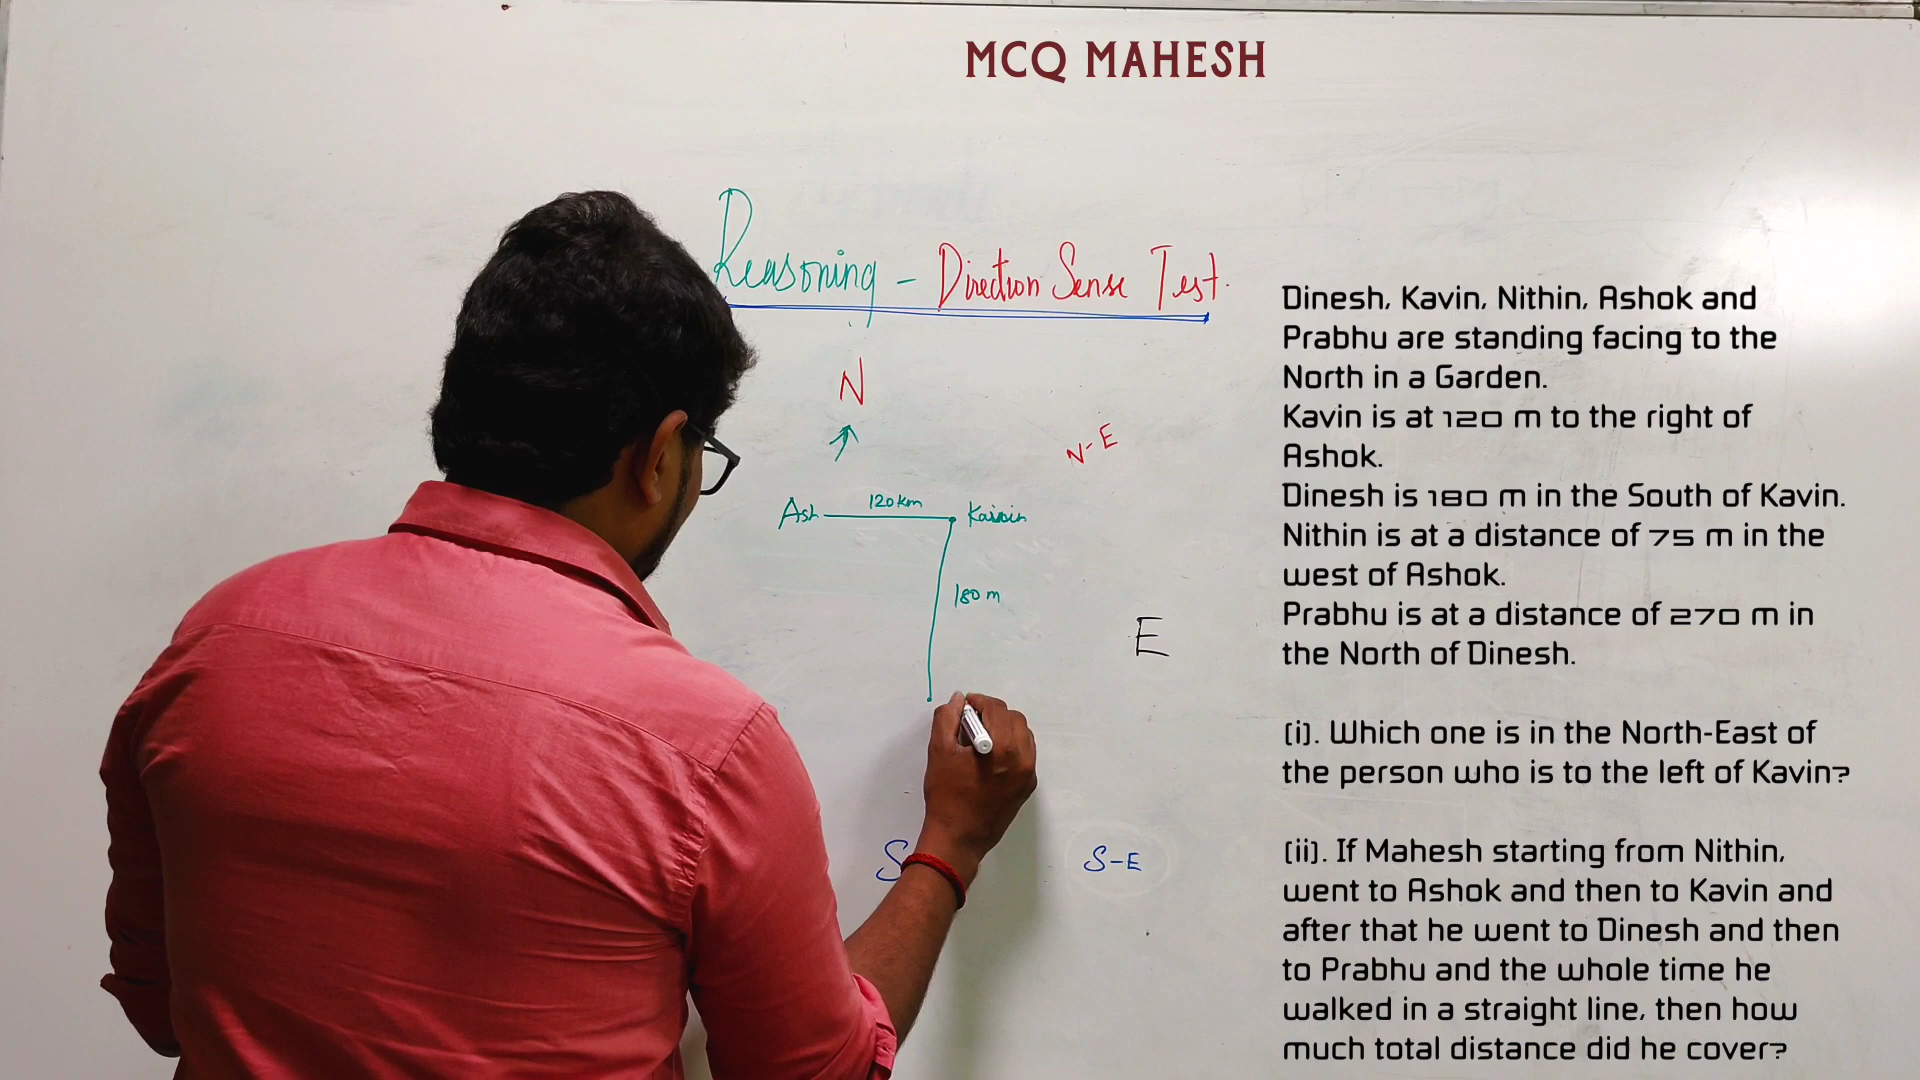 MCQ MAHESH
Reasoning - Direction Sense Test.
N
N-E
Ash 120km Kavin
180 m
E
S
S-E
Dinesh, Kavin, Nithin, Ashok and
Prabhu are standing facing to the
North in a Garden.
Kavin is at 120 m to the right of
Ashok.
Dinesh is 180 m in the South of Kavin.
Nithin is at a distance of 75 m in the
west of Ashok.
Prabhu is at a distance of 270 m in
the North of Dinesh.
(i). Which one is in the North-East of
the person who is to the left of Kavin?
(ii). If Mahesh starting from Nithin,
went to Ashok and then to Kavin and
after that he went to Dinesh and then
to Prabhu and the whole time he
walked in a straight line, then how
much total distance did he cover?